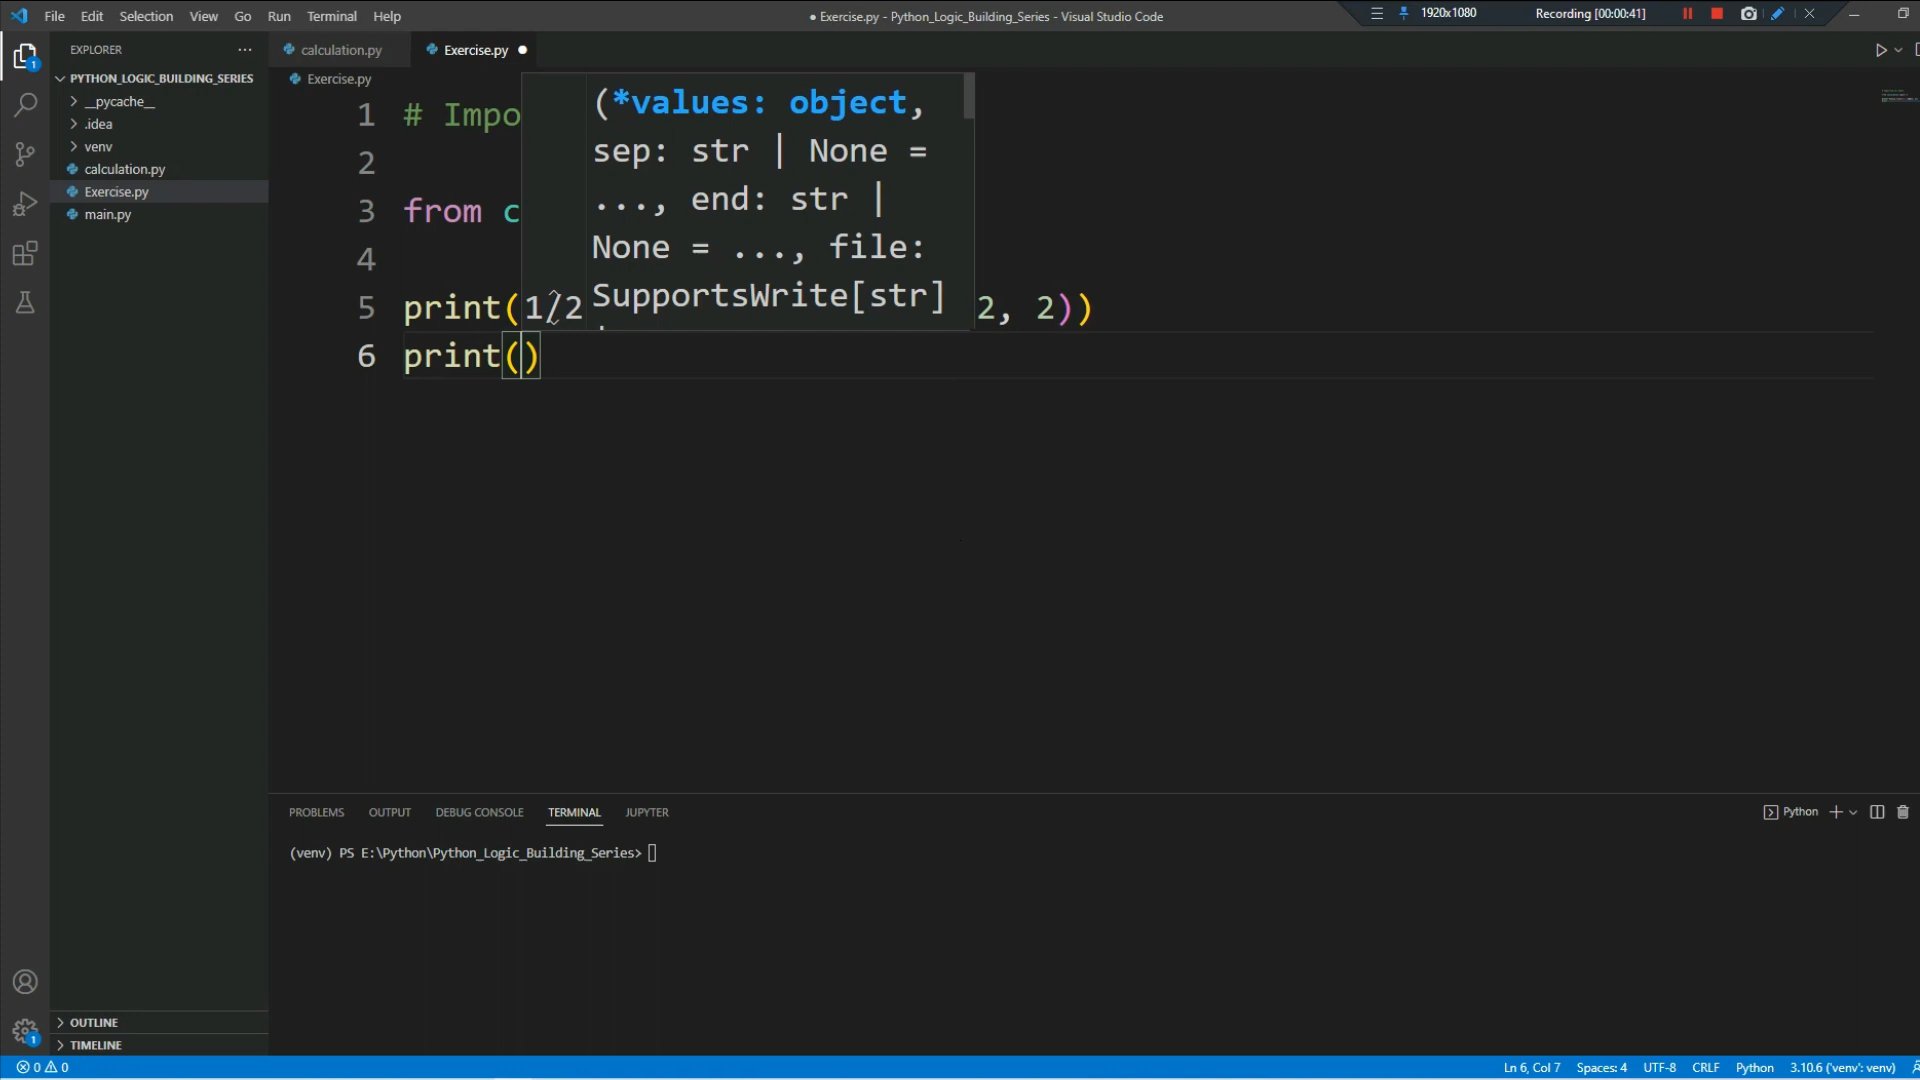 File Edit Selection View Go Run Terminal Help
● Exercise.py - Python_Logic_Building_Series - Visual Studio Code
1920x1080 Recording [00:00:41]
EXPLORER
calculation.py Exercise.py
PYTHON_LOGIC_BUILDING_SERIES
Exercise.py
__pycache__
.idea
venv
calculation.py
Exercise.py
main.py
1 # Impo
2
3 from c
4
5 print( 2, 2))
6 print()
(*values: object,
sep: str | None =
..., end: str |
None = ..., file:
SupportsWrite[str]
1/2
PROBLEMS OUTPUT DEBUG CONSOLE TERMINAL JUPYTER
Python
(venv) PS E:\Python\Python_Logic_Building_Series>
1
1
OUTLINE
TIMELINE
0 0
Ln 6, Col 7 Spaces: 4 UTF-8 CRLF Python 3.10.6 ('venv': venv)